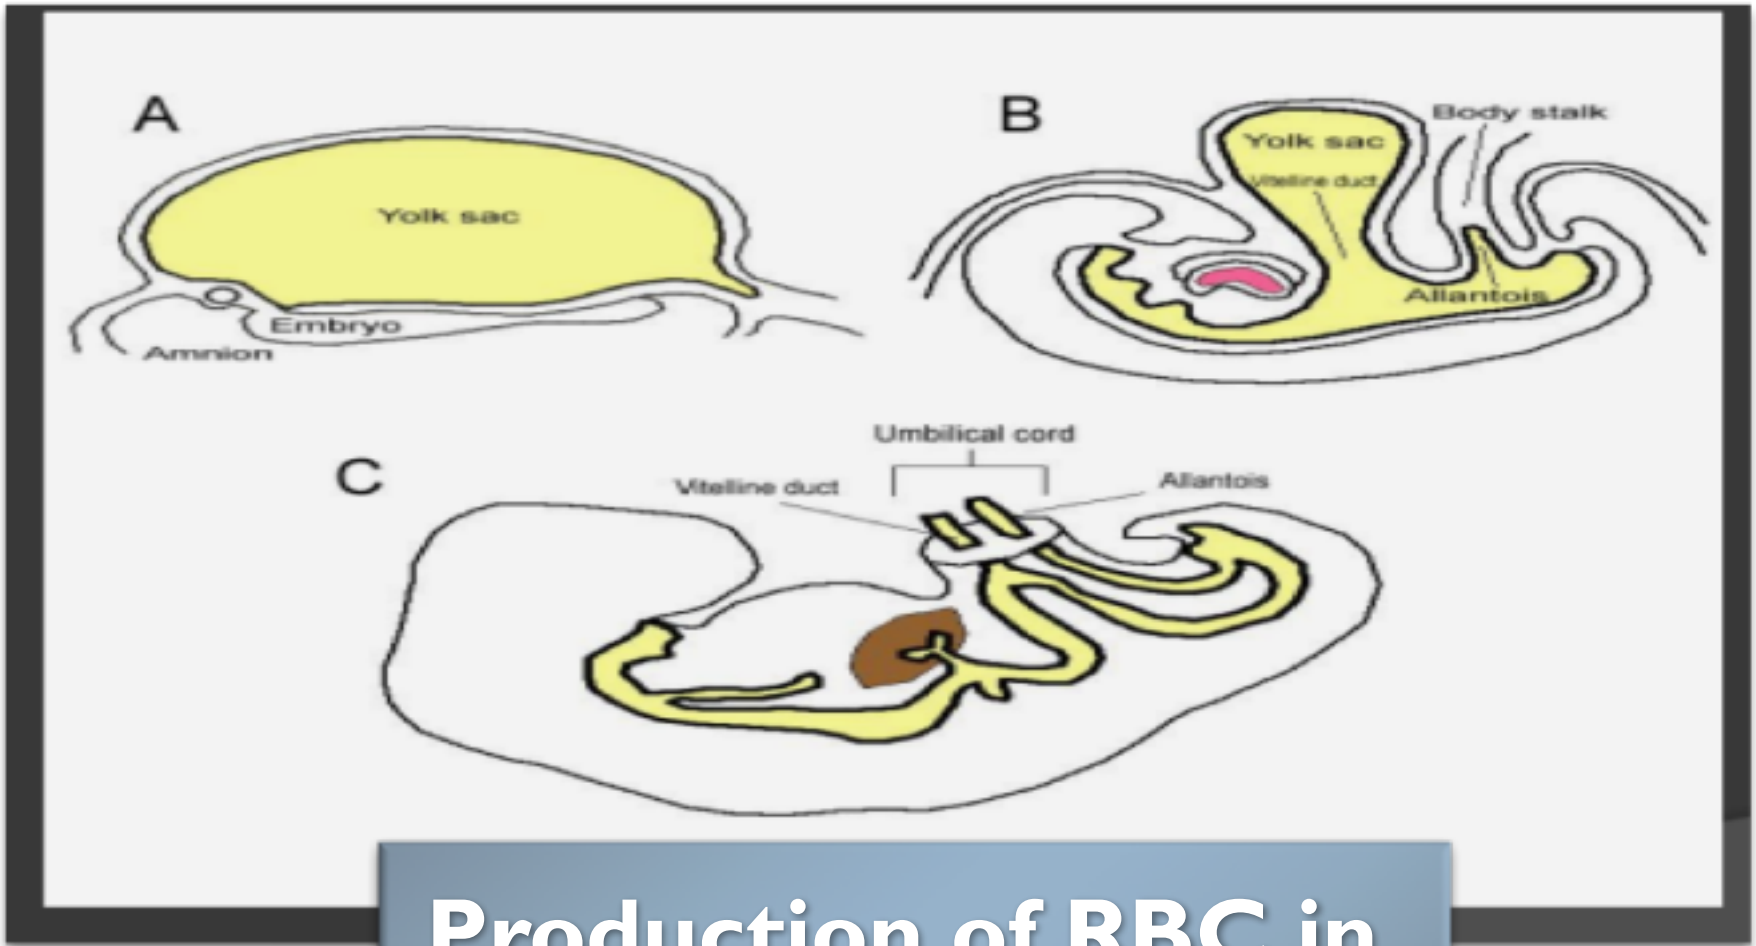 A
Yolk sac
Embryo
Amnion
B
Body stalk
Yolk sac
Vitelline duct
Allantois
Umbilical cord
C
Vitelline duct
Allantois
Production of RBC in